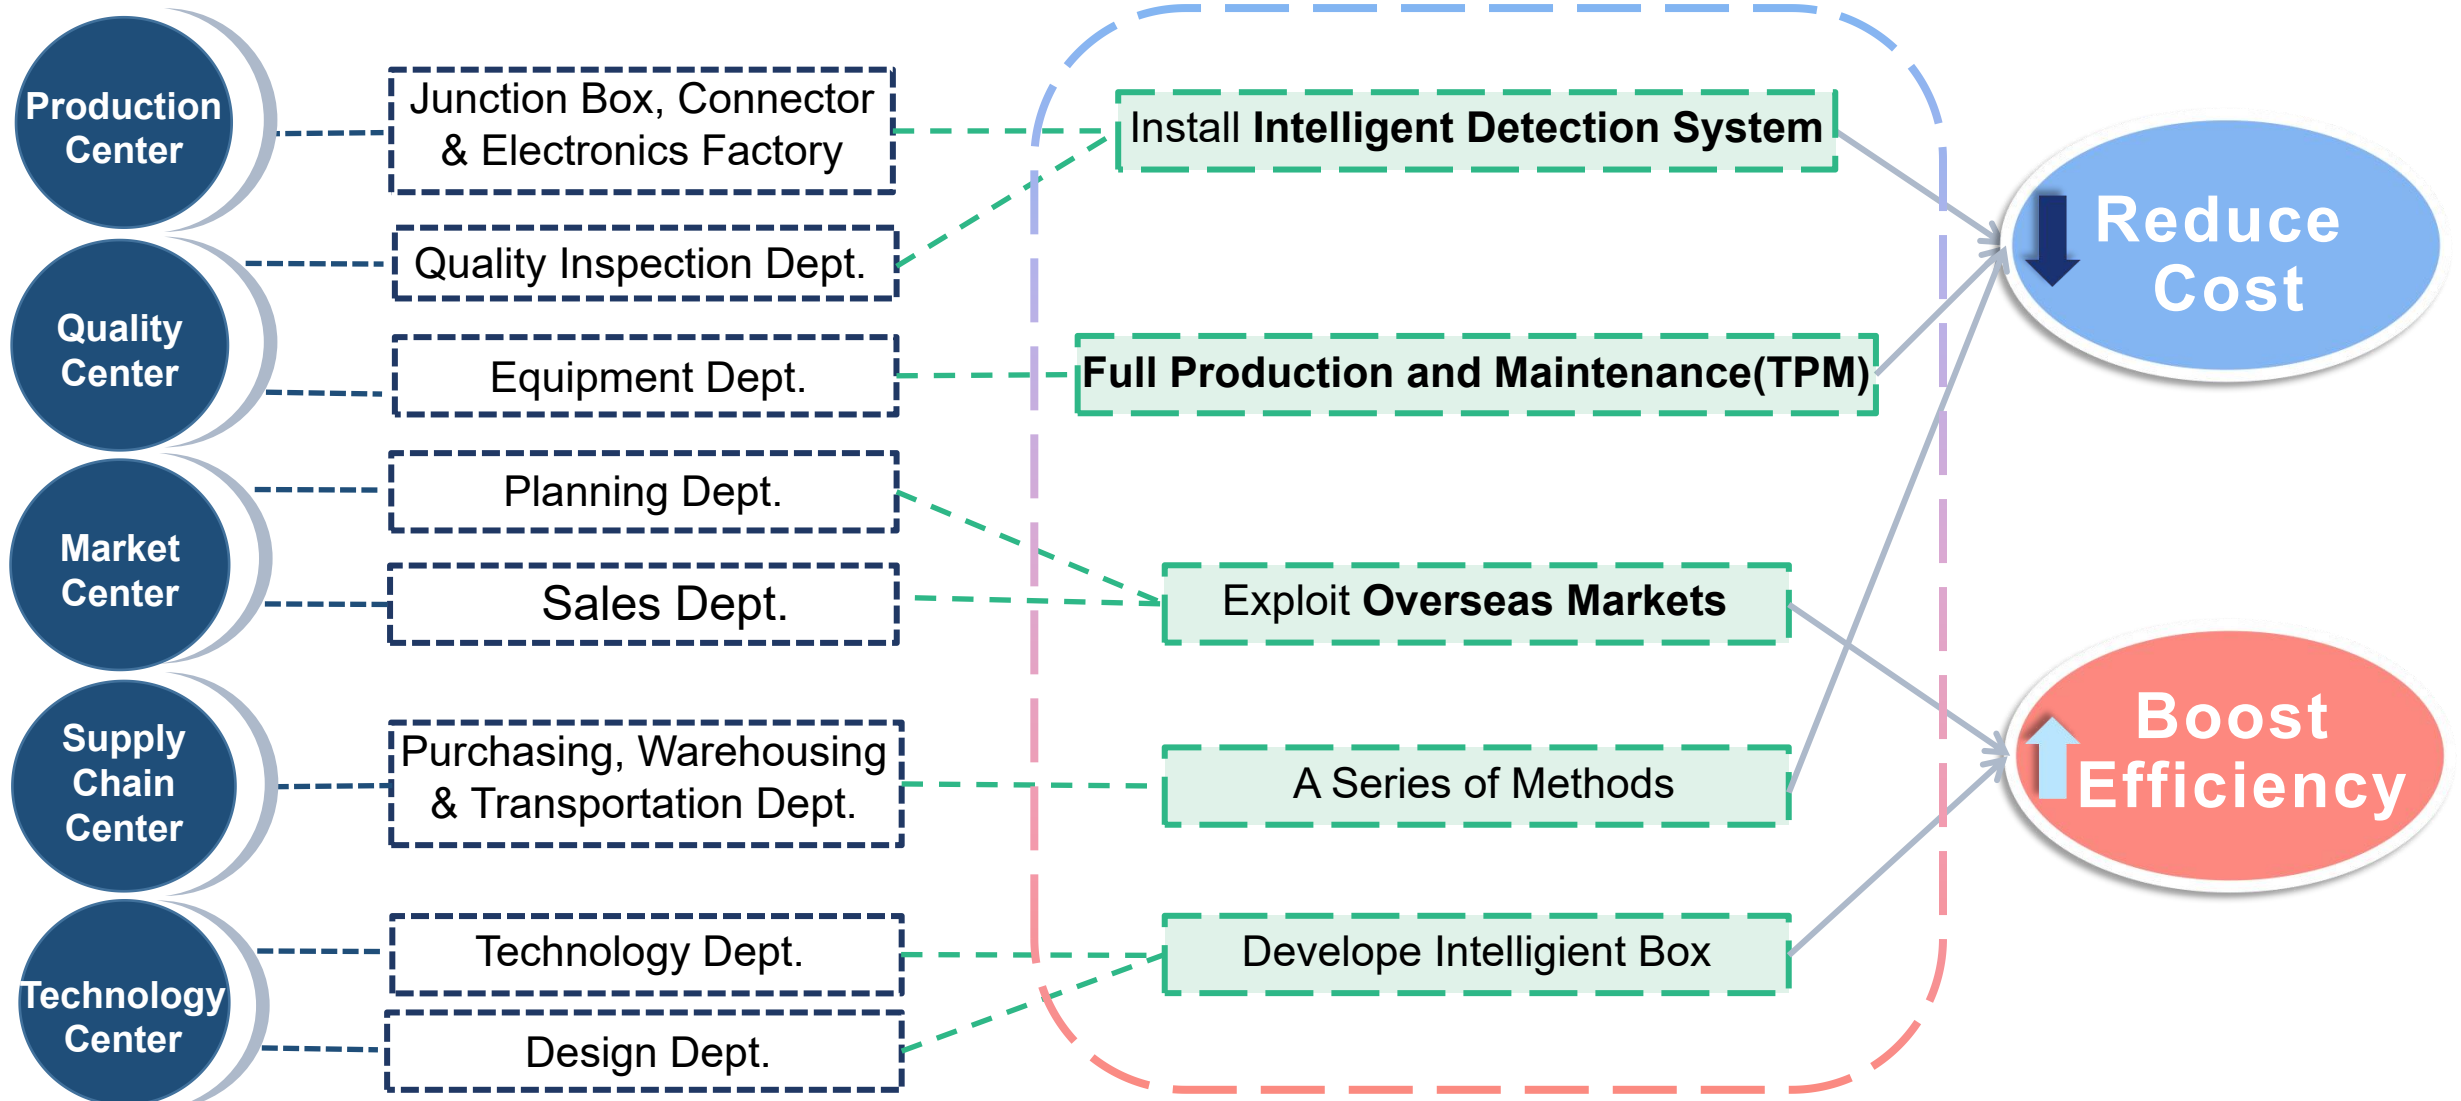 Production
Center
Junction Box, Connector
& Electronics Factory
Install Intelligent Detection System
Quality Inspection Dept.
Quality
Center
Equipment Dept.
Full Production and Maintenance(TPM)
Reduce
Cost
Planning Dept.
Market
Center
Sales Dept.
Exploit Overseas Markets
Supply
Chain
Center
Purchasing, Warehousing
& Transportation Dept.
A Series of Methods
Boost
Efficiency
Technology
Center
Technology Dept.
Develope Intelligient Box
Design Dept.